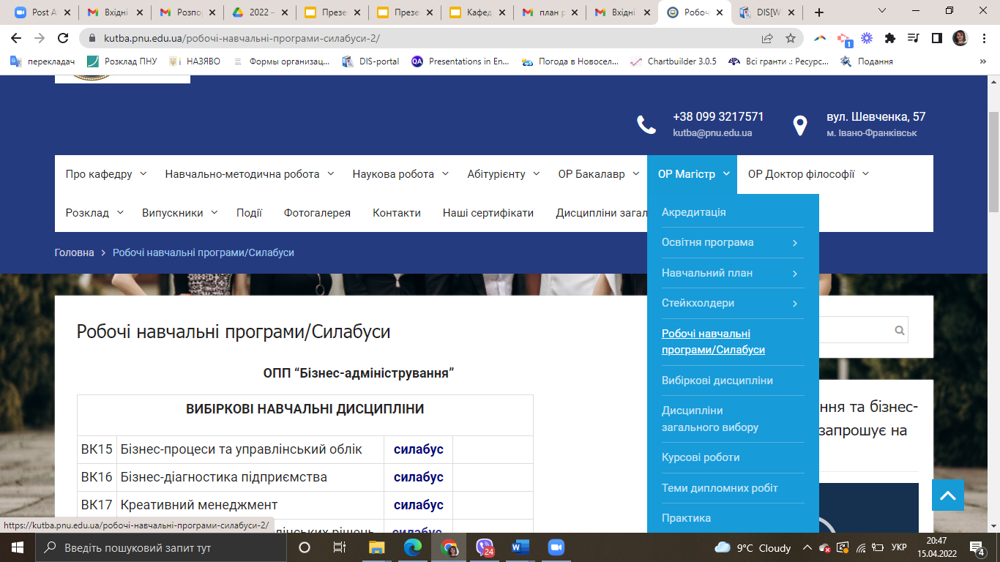 Post A
Вхідні
Розпо
2022 –
Презе
Презе
Кафед
план р
Вхідні
Робоч
DIS[W
kutba.pnu.edu.ua/робочі-навчальні-програми-силабуси-2/
1
перекладач
Розклад ПНУ
НАЗЯВО
Формы организац...
DIS-portal
QA
Presentations in En...
+9°C
Погода в Новосел...
Chartbuilder 3.0.5
Всі гранти .: Ресурс...
Подання
»
+38 099 3217571
kutba@pnu.edu.ua
вул. Шевченка, 57
м. Івано-Франківськ
Про кафедру
Навчально-методична робота
Наукова робота
Абітурієнту
ОР Бакалавр
ОР Магістр
ОР Доктор філософії
Розклад
Випускники
Події
Фотогалерея
Контакти
Наші сертифікати
Дисципліни загал
Акредитація
Освітня програма
Навчальний план
Стейкхолдери
Робочі навчальні
програми/Силабуси
Вибіркові дисципліни
Дисципліни
загального вибору
Курсові роботи
Теми дипломних робіт
Практика
Головна > Робочі навчальні програми/Силабуси
Робочі навчальні програми/Силабуси
ОПП “Бізнес-адміністрування”
ВИБІРКОВІ НАВЧАЛЬНІ ДИСЦИПЛІНИ
ВК15 Бізнес-процеси та управлінський облік силабус
ВК16 Бізнес-діагностика підприємства силабус
ВК17 Креативний менеджмент силабус
лінських рішень силабус
ння та бізнес-
запрошує на
https://kutba.pnu.edu.ua/робочі-навчальні-програми-силабуси-2/
Введіть пошуковий запит тут
24
9°C Cloudy
УКР
20:47
15.04.2022
4